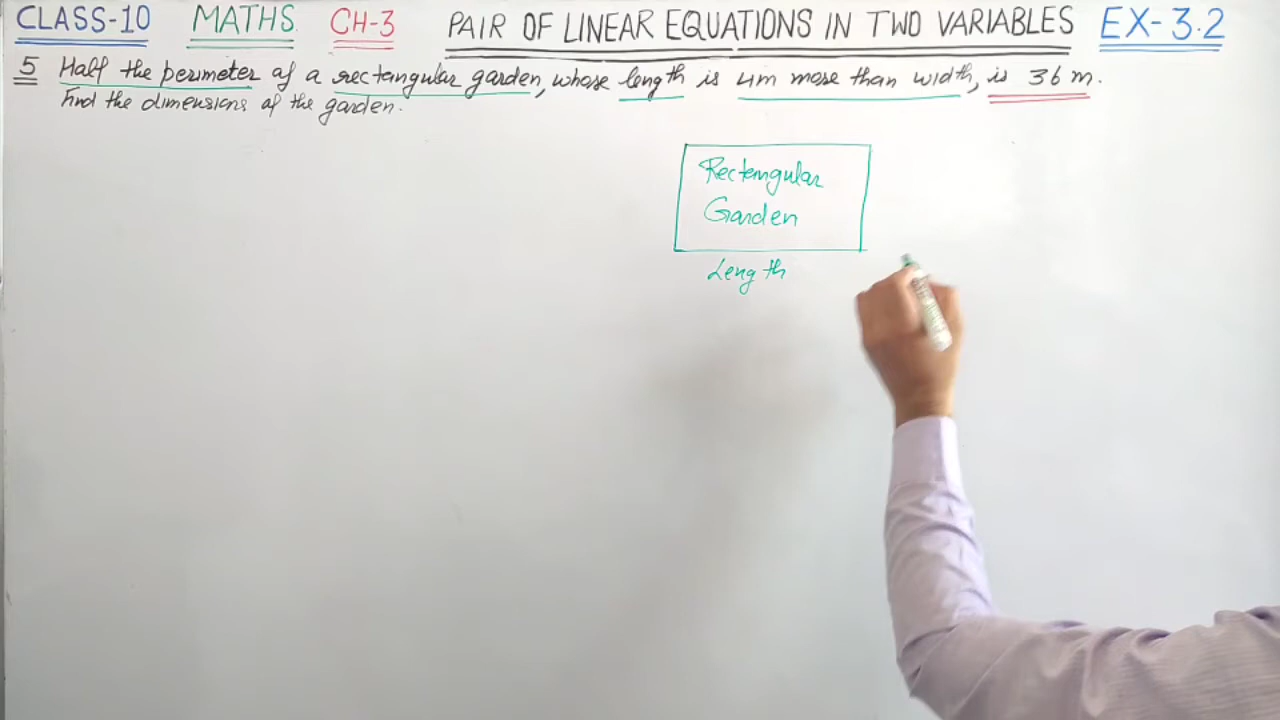 CLASS-10 MATHS CH-3 PAIR OF LINEAR EQUATIONS IN TWO VARIABLES EX-3.2
5 Half the perimeter of a rectangular garden, whose length is 4m more than width, is 36 m.
Find the dimensions of the garden.
Rectangular
Garden
Length